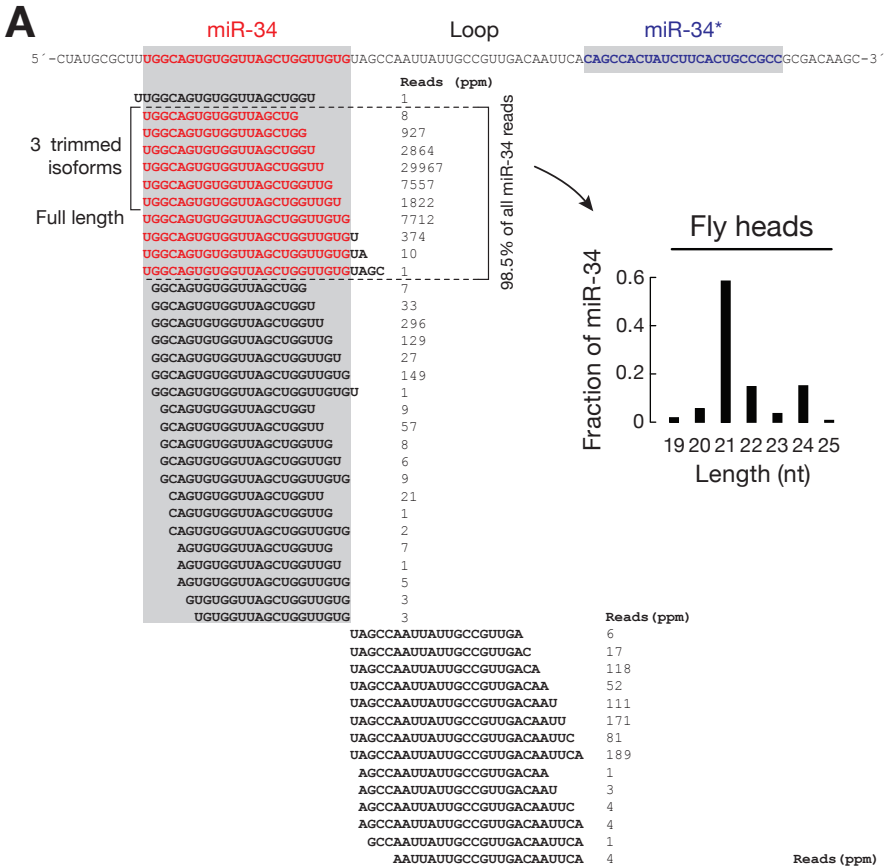 A
miR-34 Loop miR-34*
5´-CUAUGCGCUUUGGCAGUGUGGUUAGCUGGUUGUGUAGCCAAUUAUUGCCGUUGACAAUUCACAGCCACUAUCUUCACUGCCGCCGCGACAAGC-3´
Reads (ppm)
UUGGCAGUGUGGUUAGCUGGU 1
UGGCAGUGUGGUUAGCUG 8
UGGCAGUGUGGUUAGCUGG 927
UGGCAGUGUGGUUAGCUGGU 2864
UGGCAGUGUGGUUAGCUGGUU 29967
UGGCAGUGUGGUUAGCUGGUUG 7557
UGGCAGUGUGGUUAGCUGGUUGU 1822
UGGCAGUGUGGUUAGCUGGUUGUG 7712
UGGCAGUGUGGUUAGCUGGUUGUGU 374
UGGCAGUGUGGUUAGCUGGUUGUGUA 10
UGGCAGUGUGGUUAGCUGGUUGUGUAGC 1
3 trimmed
isoforms
Full length
98.5% of all miR-34 reads
GGCAGUGUGGUUAGCUGG 7
GGCAGUGUGGUUAGCUGGU 33
GGCAGUGUGGUUAGCUGGUU 296
GGCAGUGUGGUUAGCUGGUUG 129
GGCAGUGUGGUUAGCUGGUUGU 27
GGCAGUGUGGUUAGCUGGUUGUG 149
GGCAGUGUGGUUAGCUGGUUGUGU 1
GCAGUGUGGUUAGCUGGU 9
GCAGUGUGGUUAGCUGGUU 57
GCAGUGUGGUUAGCUGGUUG 8
GCAGUGUGGUUAGCUGGUUGU 6
GCAGUGUGGUUAGCUGGUUGUG 9
CAGUGUGGUUAGCUGGUU 21
CAGUGUGGUUAGCUGGUUG 1
CAGUGUGGUUAGCUGGUUGUG 2
AGUGUGGUUAGCUGGUUG 7
AGUGUGGUUAGCUGGUUGU 1
AGUGUGGUUAGCUGGUUGUG 5
GUGUGGUUAGCUGGUUGUG 3
UGUGGUUAGCUGGUUGUG 3
Fly heads
Fraction of miR-34
0.6
0.4
0.2
0
19 20 21 22 23 24 25
Length (nt)
Reads(ppm)
UAGCCAAUUAUUGCCGUUGA 6
UAGCCAAUUAUUGCCGUUGAC 17
UAGCCAAUUAUUGCCGUUGACA 118
UAGCCAAUUAUUGCCGUUGACAA 52
UAGCCAAUUAUUGCCGUUGACAAU 111
UAGCCAAUUAUUGCCGUUGACAAUU 171
UAGCCAAUUAUUGCCGUUGACAAUUC 81
UAGCCAAUUAUUGCCGUUGACAAUUCA 189
AGCCAAUUAUUGCCGUUGACAA 1
AGCCAAUUAUUGCCGUUGACAAU 3
AGCCAAUUAUUGCCGUUGACAAUUC 4
AGCCAAUUAUUGCCGUUGACAAUUCA 4
GCCAAUUAUUGCCGUUGACAAUUCA 1
AAUUAUUGCCGUUGACAAUUCA 4
Reads(ppm)